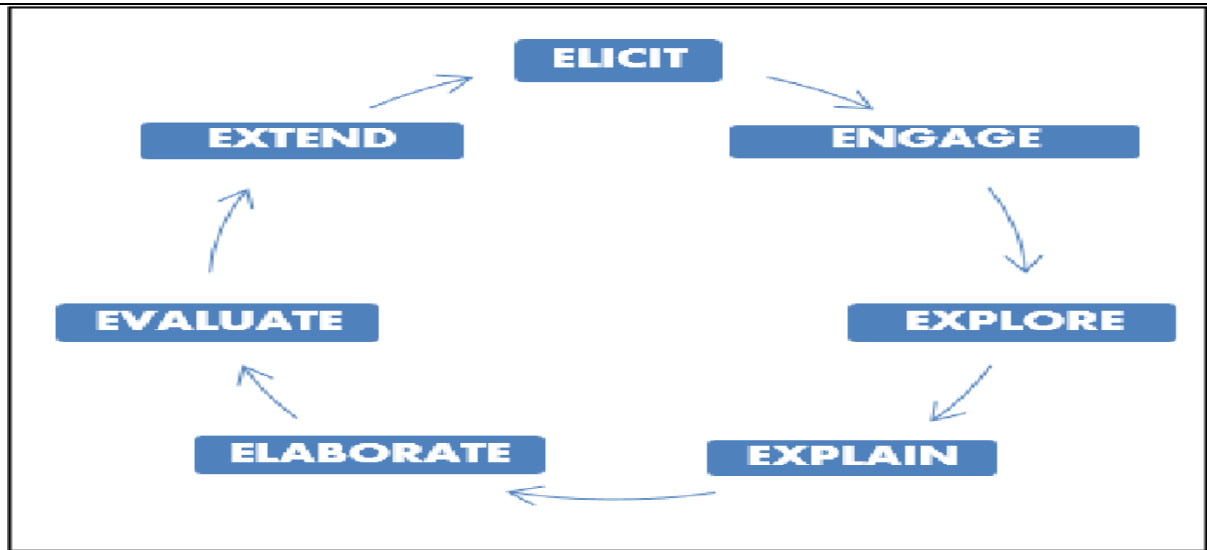 ELICIT
ENGAGE
EXPLORE
EXPLAIN
ELABORATE
EVALUATE
EXTEND